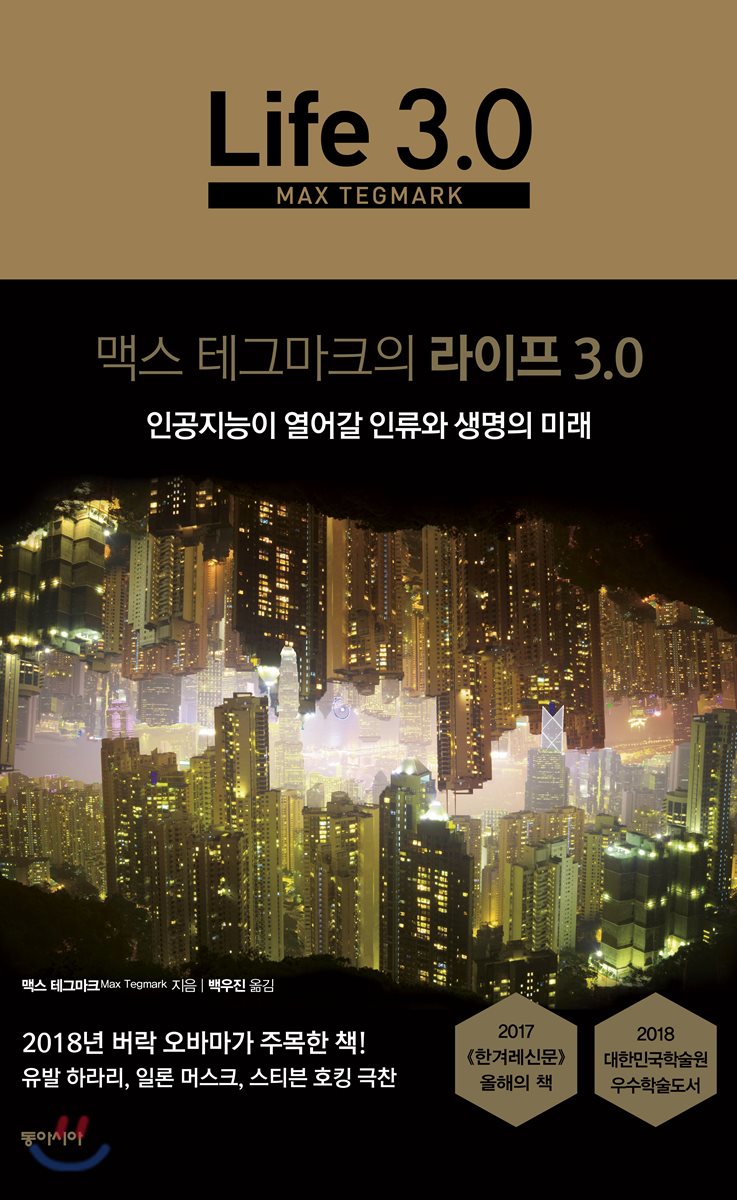 Life 3.0
MAX TEGMARK
맥스 테그마크의 라이프 3.0
인공지능이 열어갈 인류와 생명의 미래
맥스 테그마크Max Tegmark 지음 | 백우진 옮김
2018년 버락 오바마가 주목한 책!
유발 하라리, 일론 머스크, 스티븐 호킹 극찬
2017
《한겨레신문》
올해의 책
2018
대한민국학술원
우수학술도서
동아시아